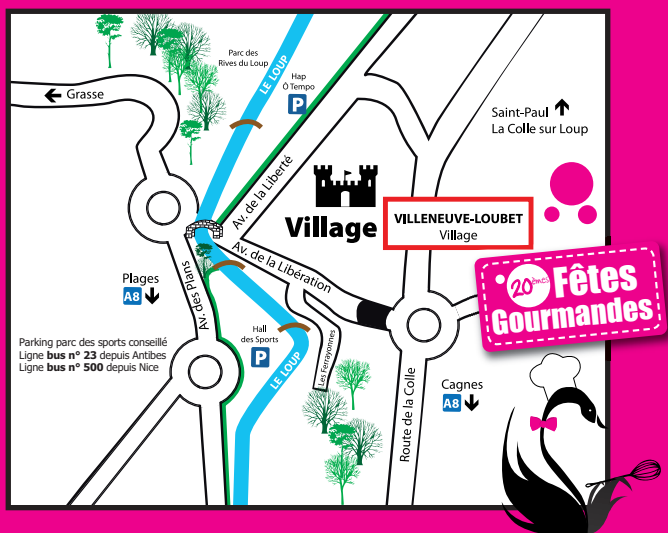 Parc des
Rives du Loup
LE LOUP
Hap
Ô Tempo
P
Grasse
Saint-Paul
La Colle sur Loup
Av. de la Liberté
Village
VILLENEUVE-LOUBET
Village
Av. de la Libération
20èmes Fêtes
Gourmandes
Plages
A8
Av. des Plans
Parking parc des sports conseillé
Ligne bus n° 23 depuis Antibes
Ligne bus n° 500 depuis Nice
Hall
des Sports
P
LE LOUP
Les Ferrayonnes
Route de la Colle
Cagnes
A8